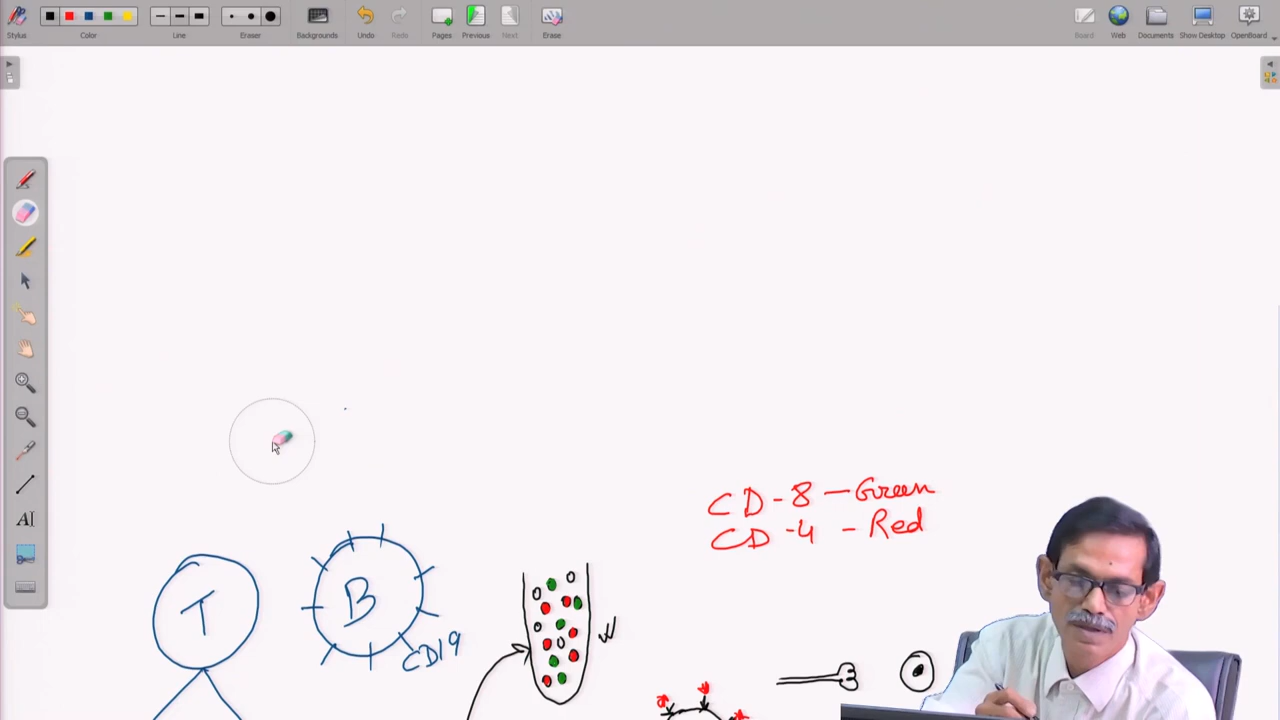 Stylus
Color
Line
Eraser
Backgrounds
Undo
Redo
Pages
Previous
Next
Erase
Board
Web
Documents
Show Desktop
OpenBoard
AI
CD-8 - Green
CD-4 - Red
T
B
CD19
W